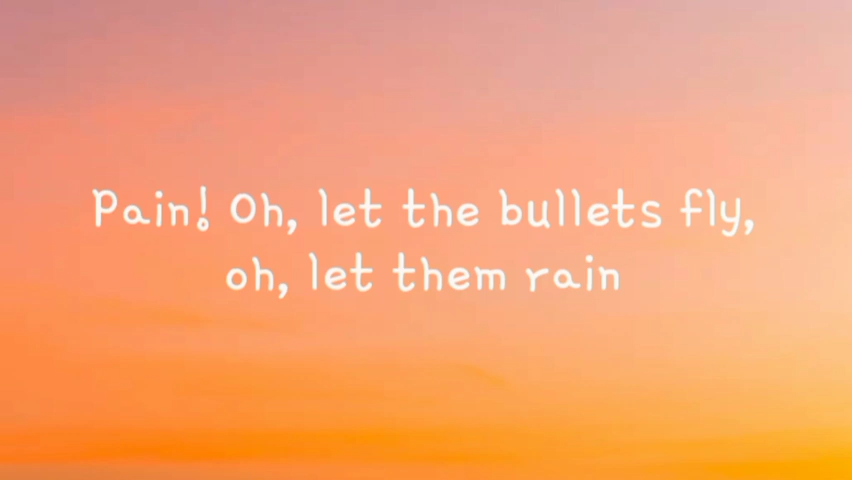 Pain! Oh, let the bullets fly,
oh, let them rain